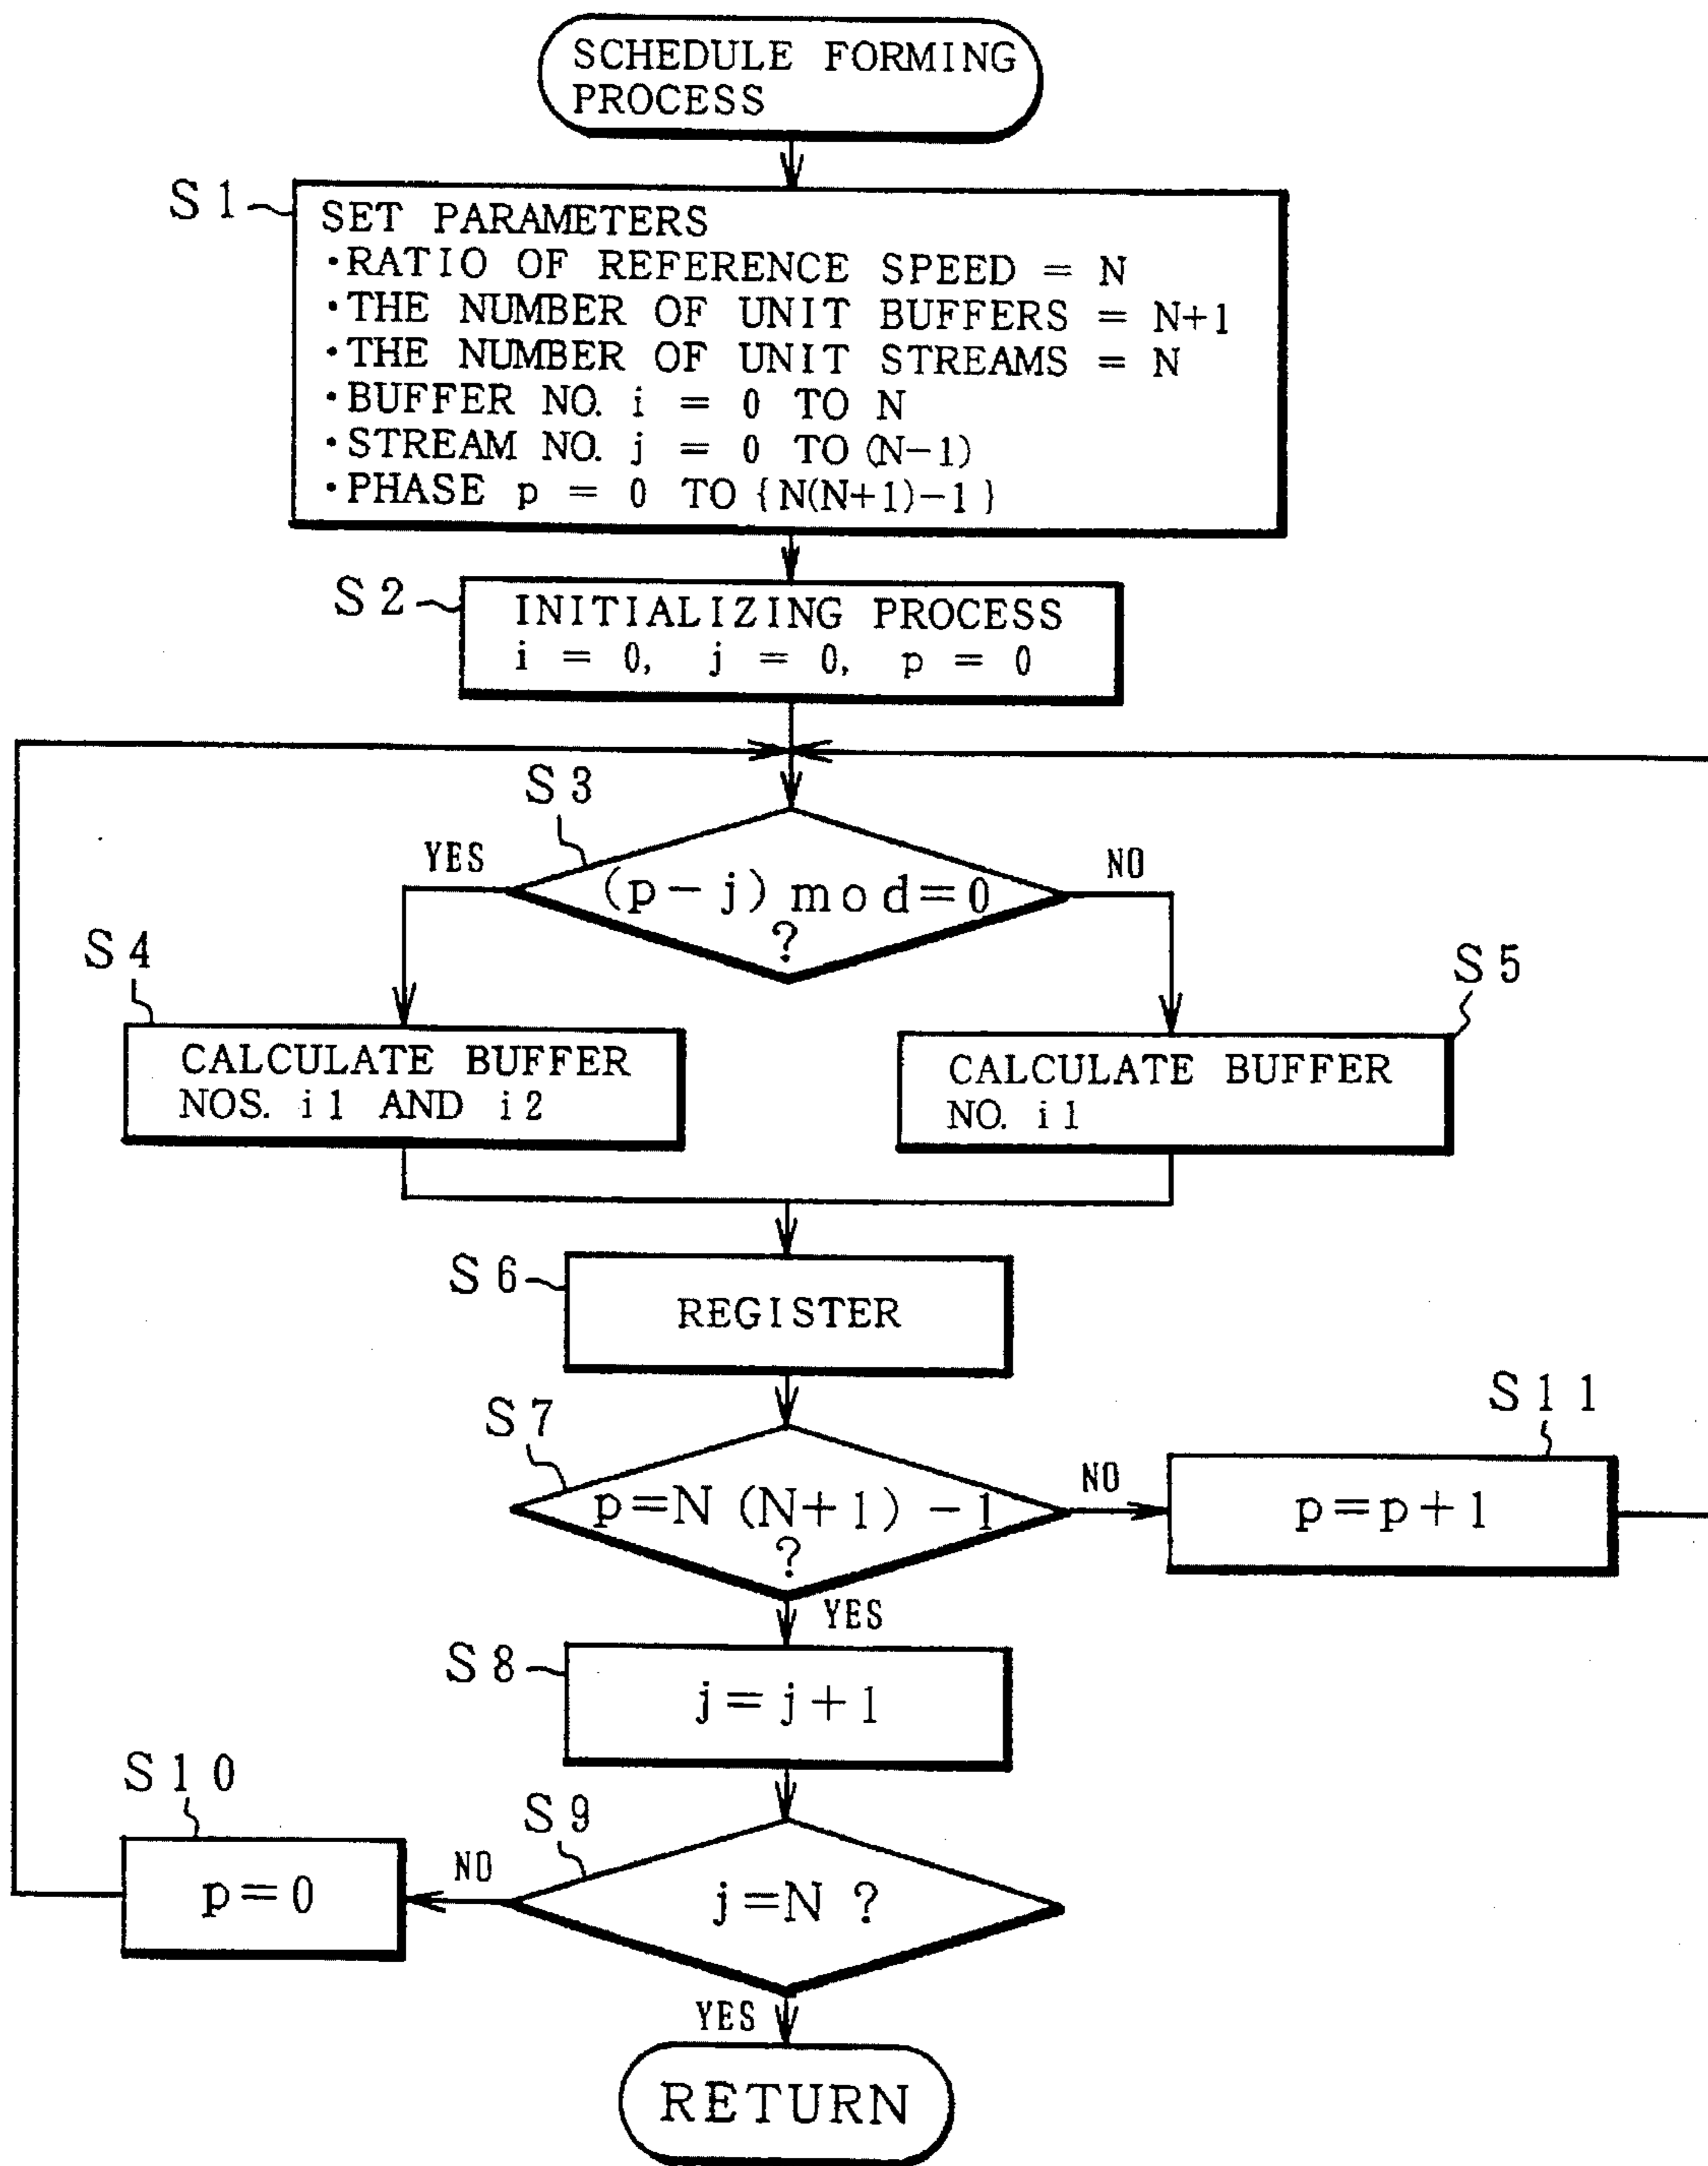 SCHEDULE FORMING
PROCESS
S1
SET PARAMETERS
・RATIO OF REFERENCE SPEED = N
・THE NUMBER OF UNIT BUFFERS = N+1
・THE NUMBER OF UNIT STREAMS = N
・BUFFER NO. i = 0 TO N
・STREAM NO. j = 0 TO (N-1)
・PHASE p = 0 TO {N(N+1)-1}
S2
INITIALIZING PROCESS
i = 0, j = 0, p = 0
S3
YES
NO
(p-j) mod=0
?
S4
S5
CALCULATE BUFFER
NOS. i1 AND i2
CALCULATE BUFFER
NO. i1
S6
REGISTER
S7
S11
p=N (N+1) -1
?
NO
p=p+1
YES
S8
j=j+1
S10
S9
p=0
NO
j=N ?
YES
RETURN